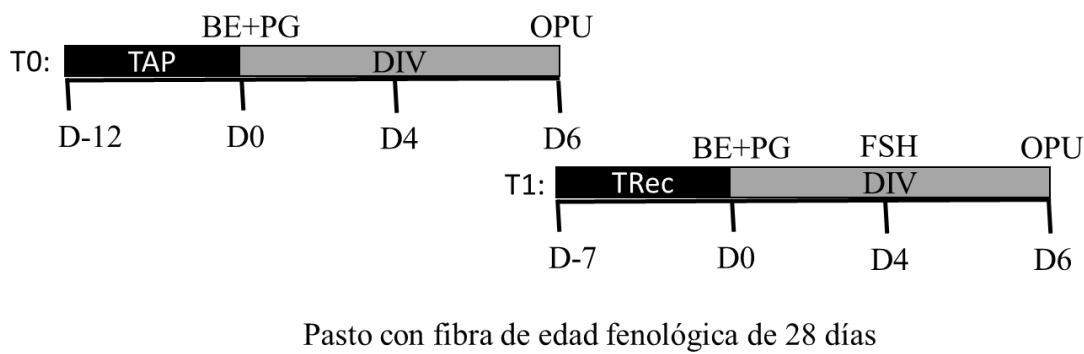 BE+PG OPU
T0: TAP DIV
D-12 D0 D4 D6
BE+PG FSH OPU
T1: TRec DIV
D-7 D0 D4 D6
Pasto con fibra de edad fenológica de 28 días